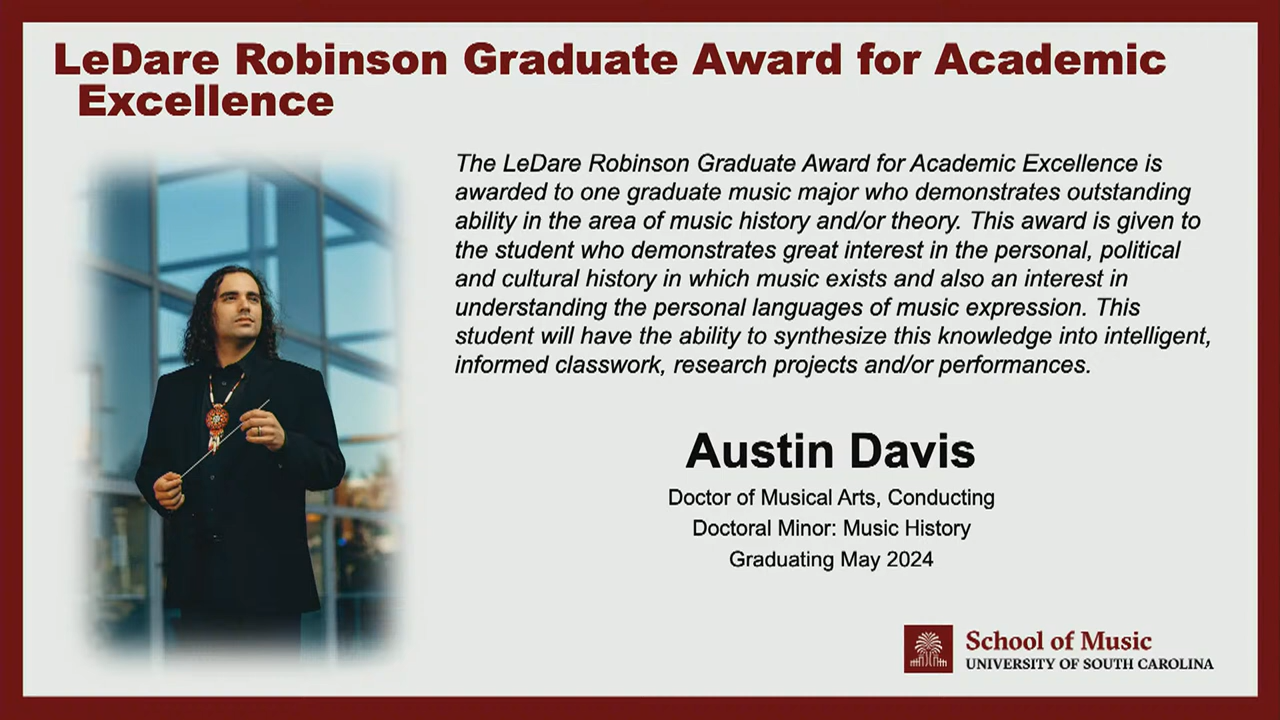 LeDare Robinson Graduate Award for Academic
Excellence
The LeDare Robinson Graduate Award for Academic Excellence is
awarded to one graduate music major who demonstrates outstanding
ability in the area of music history and/or theory. This award is given to
the student who demonstrates great interest in the personal, political
and cultural history in which music exists and also an interest in
understanding the personal languages of music expression. This
student will have the ability to synthesize this knowledge into intelligent,
informed classwork, research projects and/or performances.
Austin Davis
Doctor of Musical Arts, Conducting
Doctoral Minor: Music History
Graduating May 2024
School of Music
UNIVERSITY OF SOUTH CAROLINA